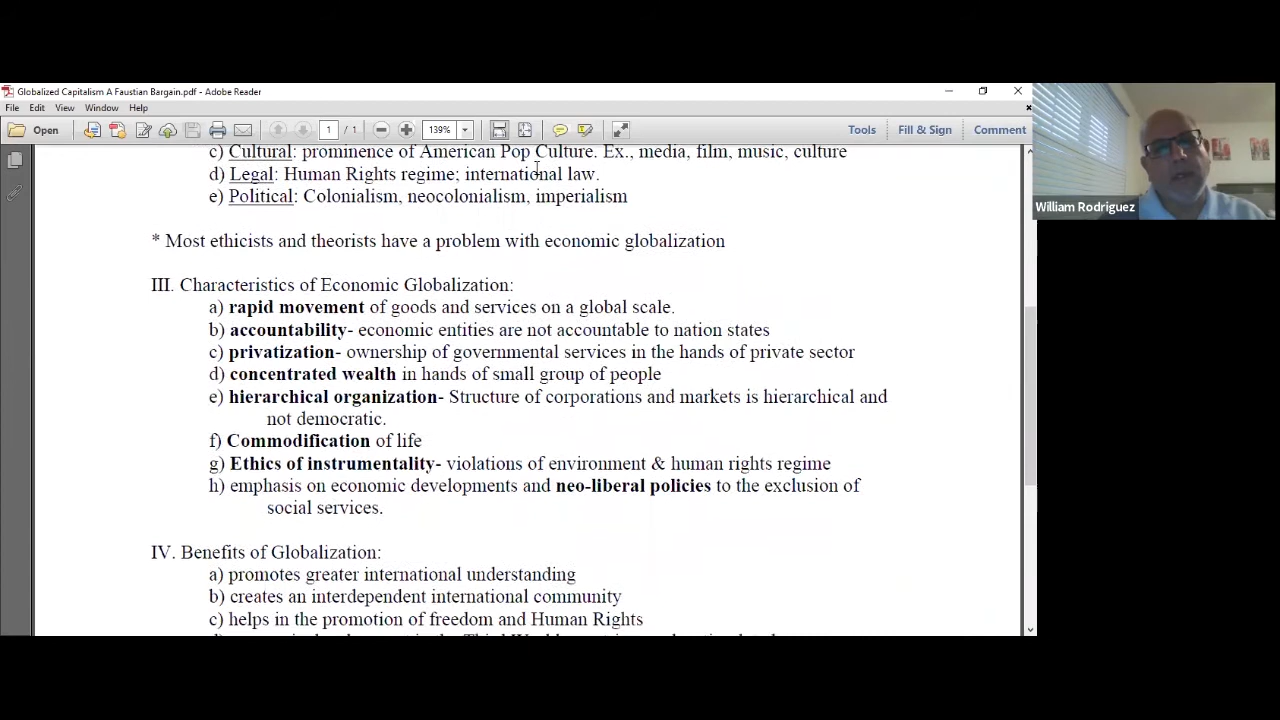 Globalized Capitalism A Faustian Bargain.pdf - Adobe Reader
File Edit View Window Help
Open 1 / 1 139% Tools Fill & Sign Comment
c) Cultural: prominence of American Pop Culture. Ex., media, film, music, culture
d) Legal: Human Rights regime; international law.
e) Political: Colonialism, neocolonialism, imperialism
* Most ethicists and theorists have a problem with economic globalization
III. Characteristics of Economic Globalization:
a) rapid movement of goods and services on a global scale.
b) accountability- economic entities are not accountable to nation states
c) privatization- ownership of governmental services in the hands of private sector
d) concentrated wealth in hands of small group of people
e) hierarchical organization- Structure of corporations and markets is hierarchical and
not democratic.
f) Commodification of life
g) Ethics of instrumentality- violations of environment & human rights regime
h) emphasis on economic developments and neo-liberal policies to the exclusion of
social services.
IV. Benefits of Globalization:
a) promotes greater international understanding
b) creates an interdependent international community
c) helps in the promotion of freedom and Human Rights
William Rodriguez